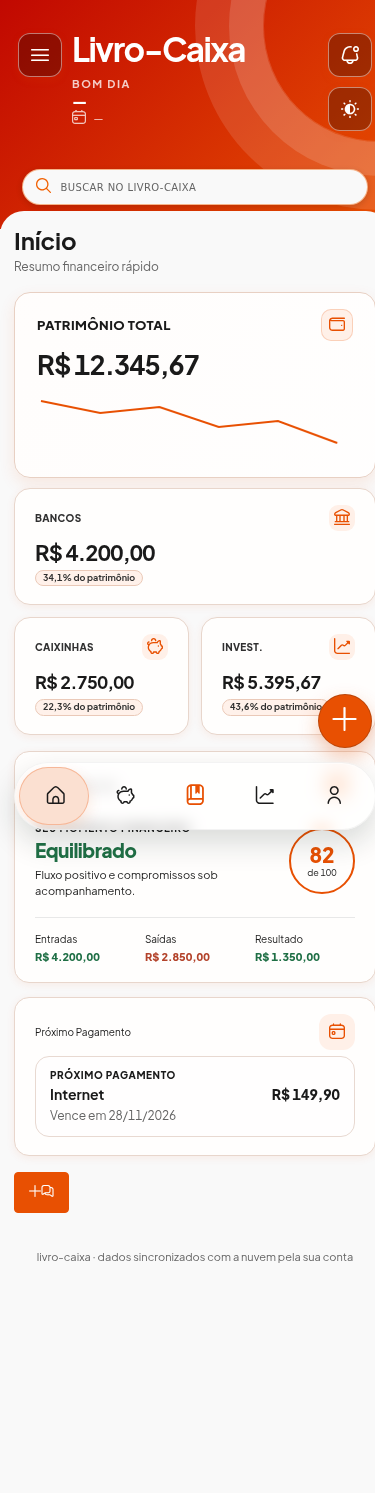 Livro-Caixa
BOM DIA
—
—
BUSCAR NO LIVRO-CAIXA
Início
Resumo financeiro rápido
PATRIMÔNIO TOTAL
R$ 12.345,67
BANCOS
R$ 4.200,00
34,1% do patrimônio
CAIXINHAS
R$ 2.750,00
22,3% do patrimônio
INVEST.
R$ 5.395,67
43,6% do patrimônio
SEU MOMENTO FINANCEIRO
Equilibrado
Fluxo positivo e compromissos sob
acompanhamento.
82
de 100
Entradas
R$ 4.200,00
Saídas
R$ 2.850,00
Resultado
R$ 1.350,00
Próximo Pagamento
PRÓXIMO PAGAMENTO
Internet
R$ 149,90
Vence em 28/11/2026
livro-caixa · dados sincronizados com a nuvem pela sua conta